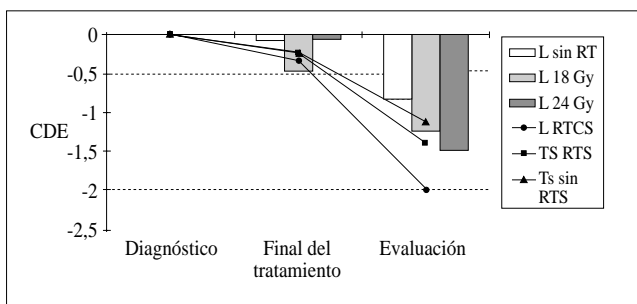 0
-0,5
-1
-1,5
-2
-2,5
CDE
Diagnóstico
Final del
tratamiento
Evaluación
L sin RT
L 18 Gy
L 24 Gy
L RTCS
TS RTS
Ts sin
RTS